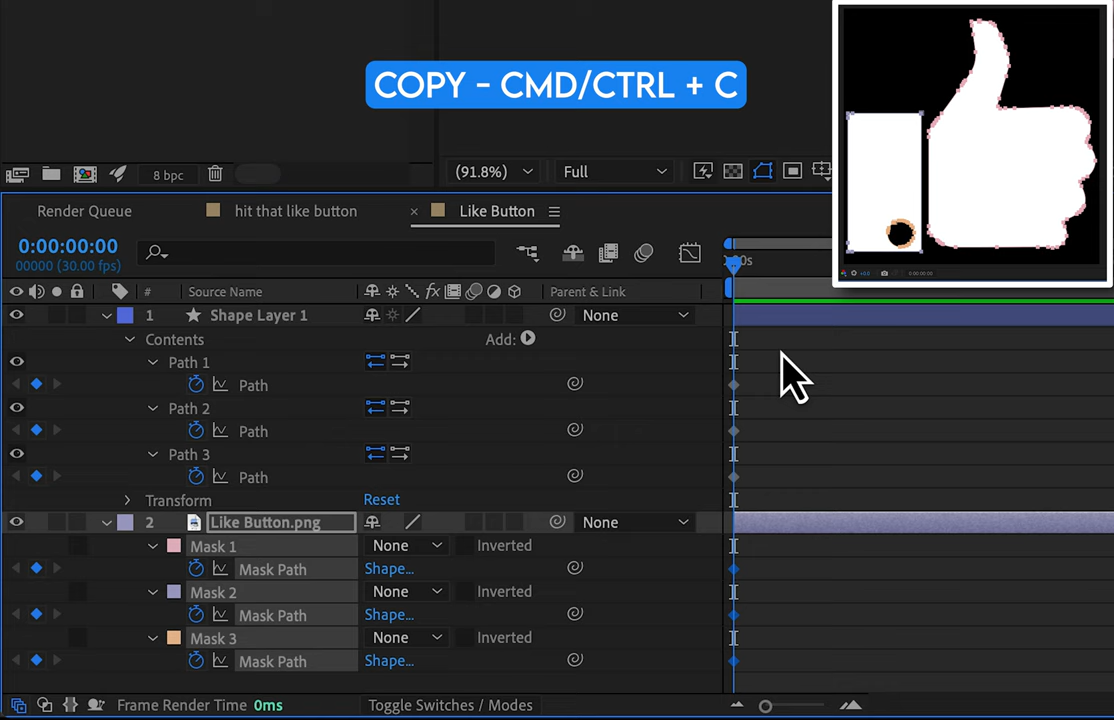 COPY - CMD/CTRL + C
8 bpc
(91.8%)
Full
Render Queue
hit that like button
× Like Button
0:00:00:00
00000 (30.00 fps)
# Source Name
Parent & Link
1 Shape Layer 1
None
Contents
Add:
Path 1
Path
Path 2
Path
Path 3
Path
Transform
Reset
2 Like Button.png
None
Mask 1
None
Inverted
Mask Path
Shape...
Mask 2
None
Inverted
Mask Path
Shape...
Mask 3
None
Inverted
Mask Path
Shape...
Frame Render Time 0ms
Toggle Switches / Modes